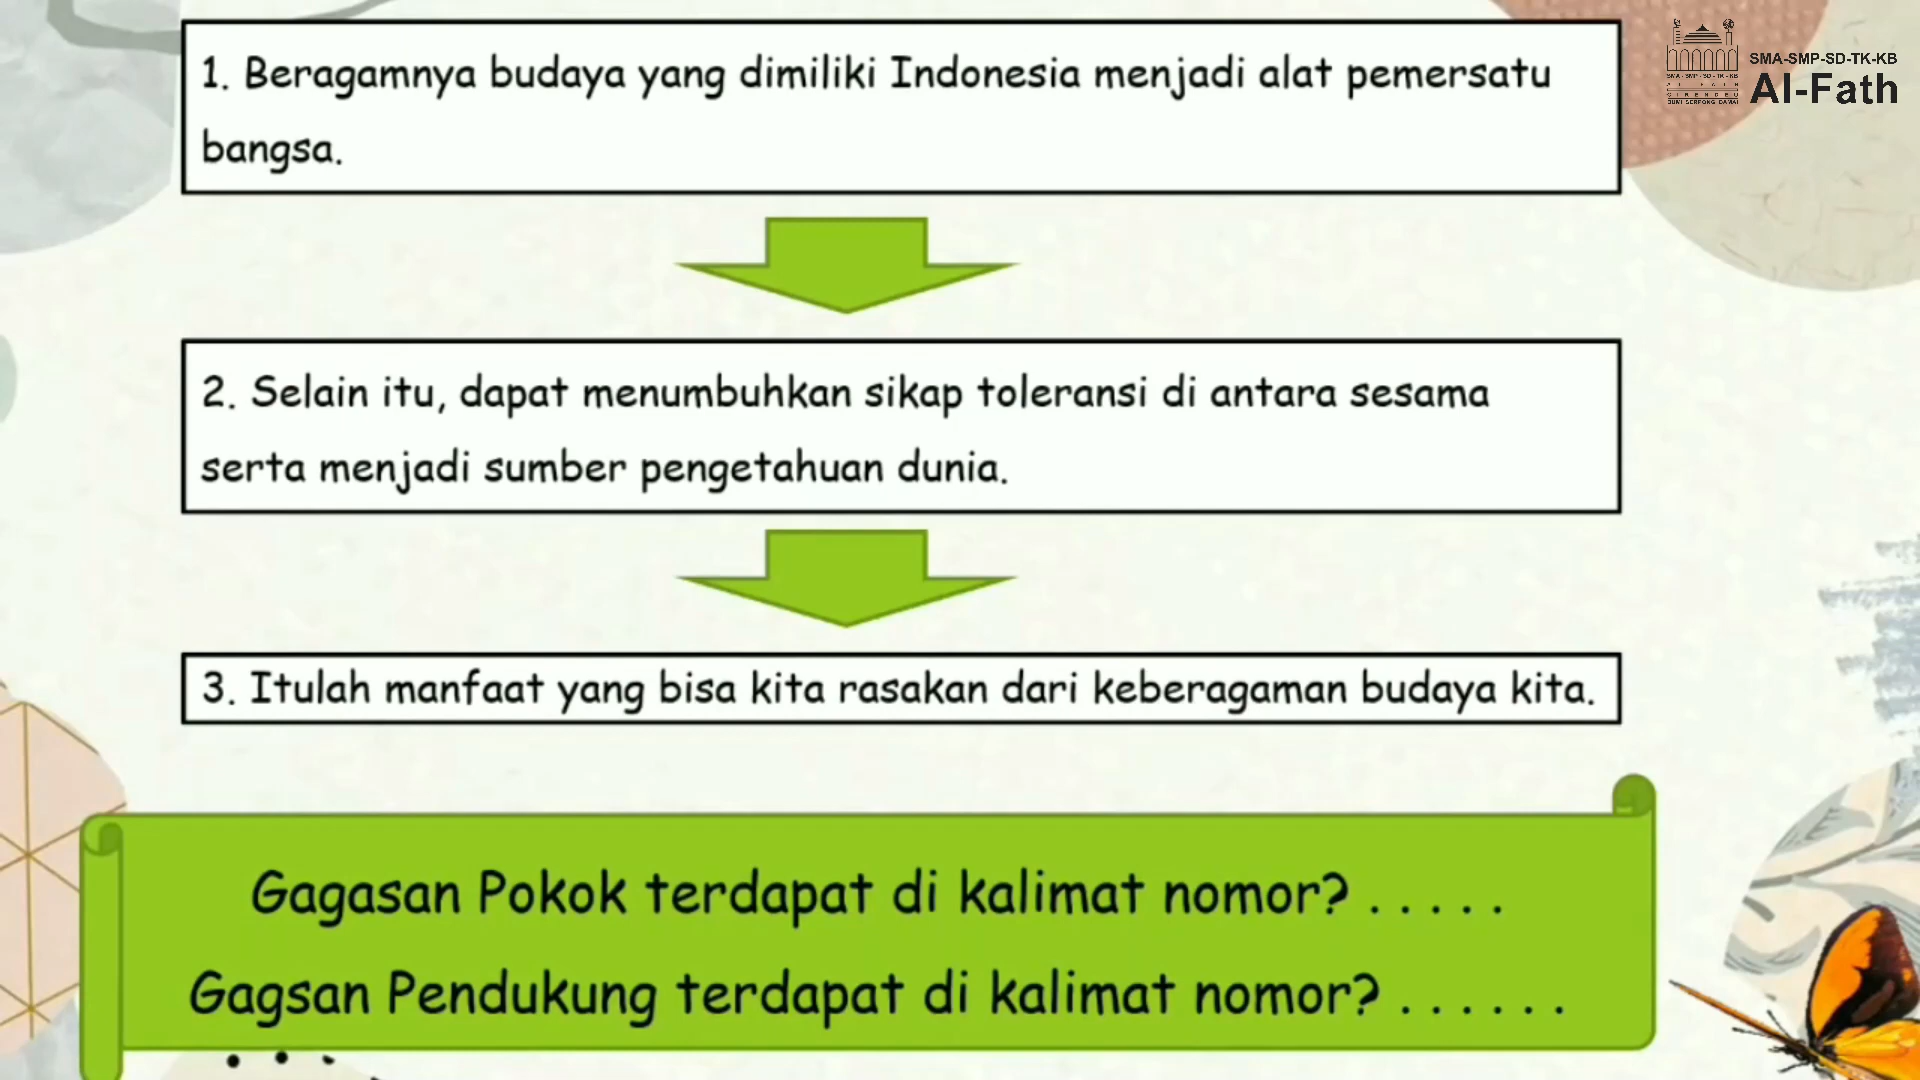 SMA-SMP-SD-TK-KB
Al-Fath
1. Beragamnya budaya yang dimiliki Indonesia menjadi alat pemersatu
bangsa.
2. Selain itu, dapat menumbuhkan sikap toleransi di antara sesama
serta menjadi sumber pengetahuan dunia.
3. Itulah manfaat yang bisa kita rasakan dari keberagaman budaya kita.
Gagasan Pokok terdapat di kalimat nomor? . . . . .
Gagsan Pendukung terdapat di kalimat nomor? . . . . . .